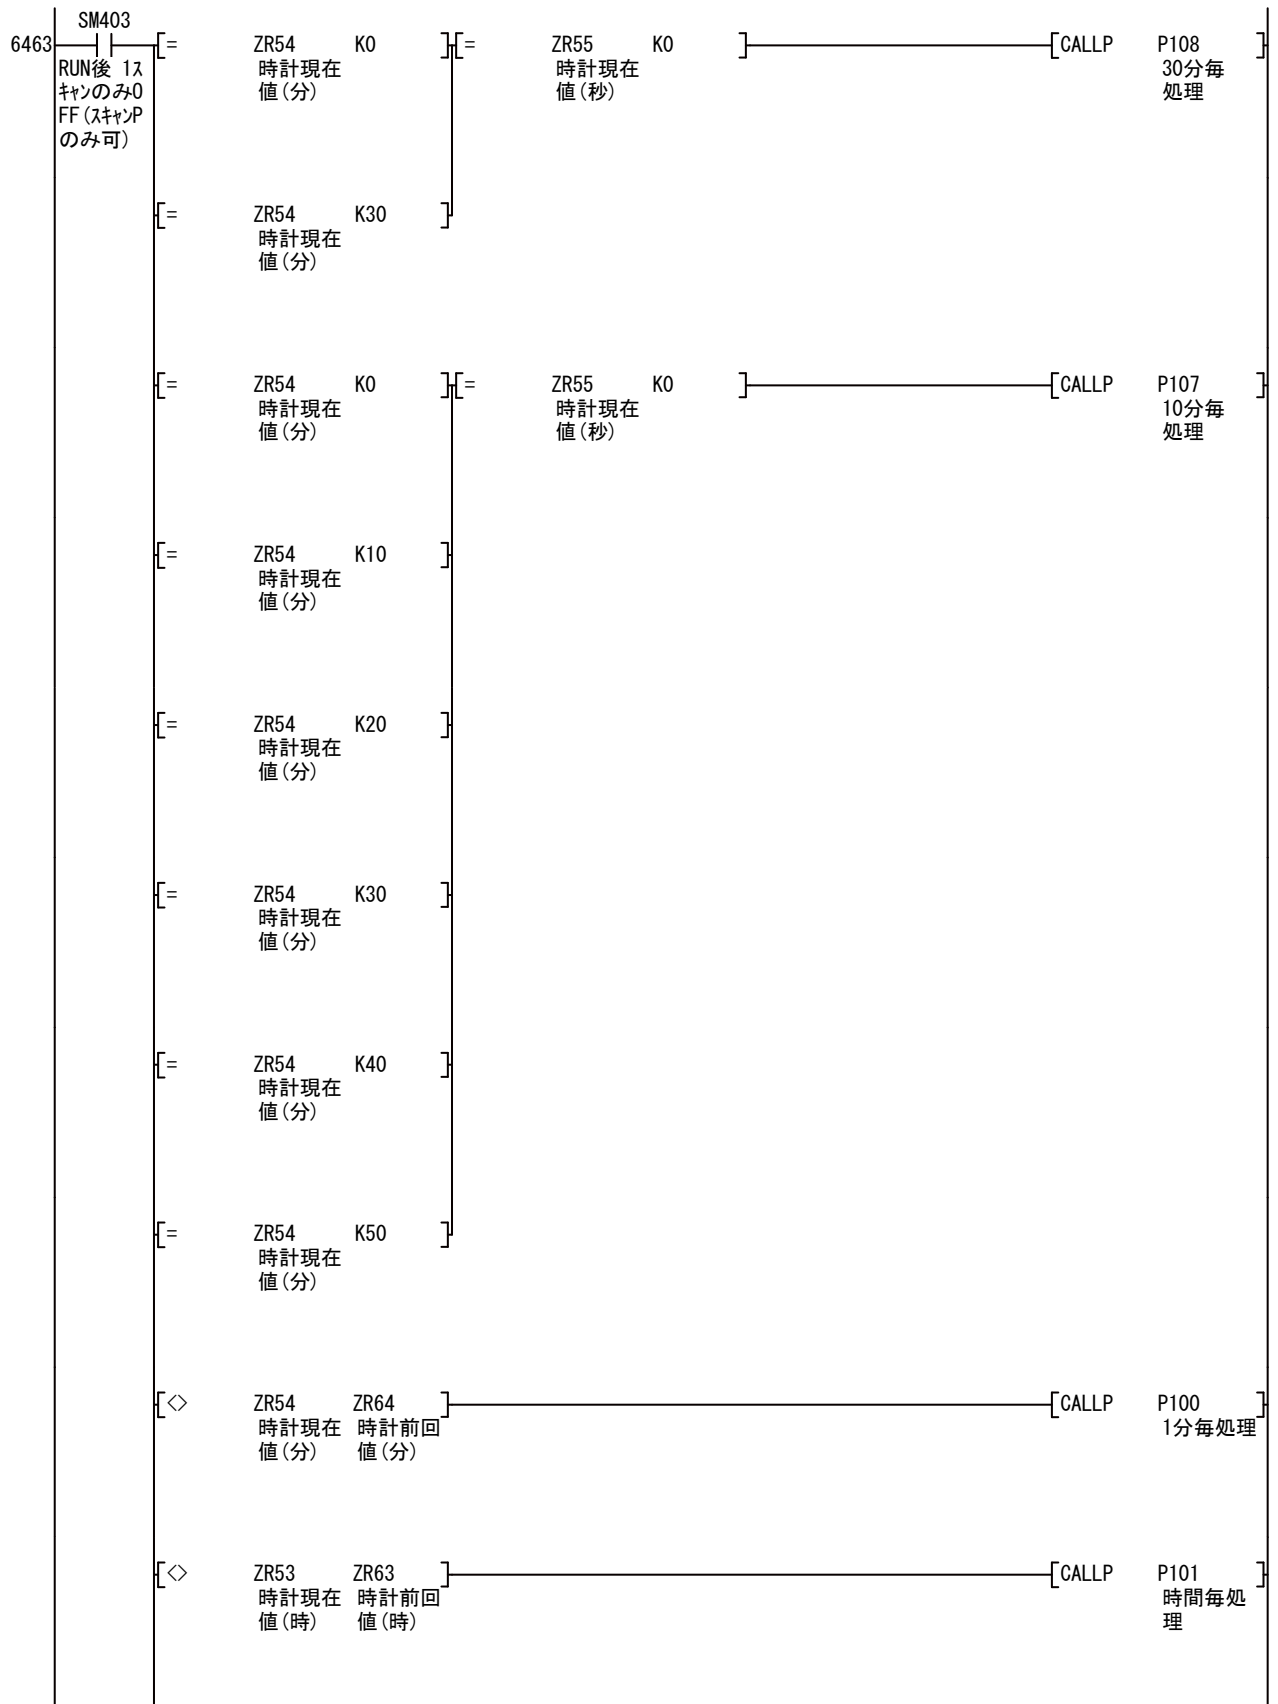 SM403
6463 [= ZR54 K0 ] [= ZR55 K0 ] [CALLP P108 ]
RUN後 1ス 時計現在 時計現在 30分毎
キャンのみO 値(分) 値(秒) 処理
FF(スキャンP
のみ可)
[= ZR54 K30 ]
時計現在
値(分)
[= ZR54 K0 ] [= ZR55 K0 ] [CALLP P107 ]
時計現在 時計現在 10分毎
値(分) 値(秒) 処理
[= ZR54 K10 ]
時計現在
値(分)
[= ZR54 K20 ]
時計現在
値(分)
[= ZR54 K30 ]
時計現在
値(分)
[= ZR54 K40 ]
時計現在
値(分)
[= ZR54 K50 ]
時計現在
値(分)
[<> ZR54 ZR64 ] [CALLP P100 ]
時計現在 時計前回 1分毎処理
値(分) 値(分)
[<> ZR53 ZR63 ] [CALLP P101 ]
時計現在 時計前回 時間毎処
値(時) 値(時) 理